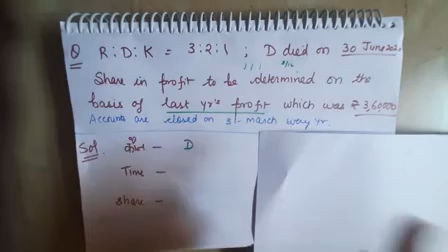 Q R:D:K = 3:2:1 ; D died on 30 June 202
Share in profit to be determined on the
basis of last yr's profit which was ₹ 3,60,000
Accounts are closed on 31 March every yr.
Sol. कौन - D
Time -
Share -